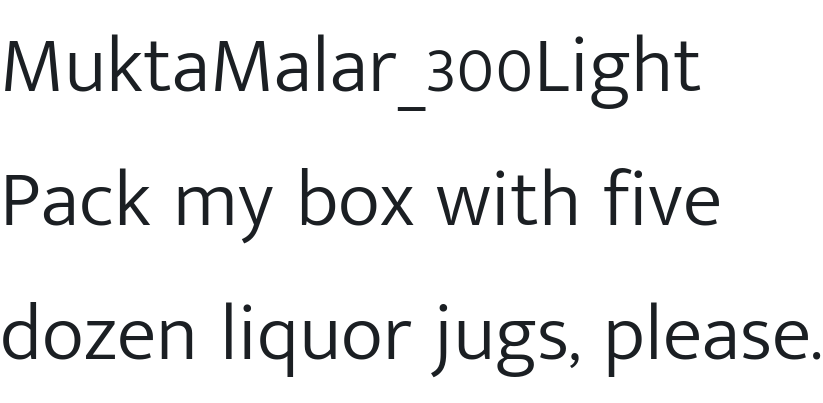 MuktaMalar_300Light
Pack my box with five
dozen liquor jugs, please.